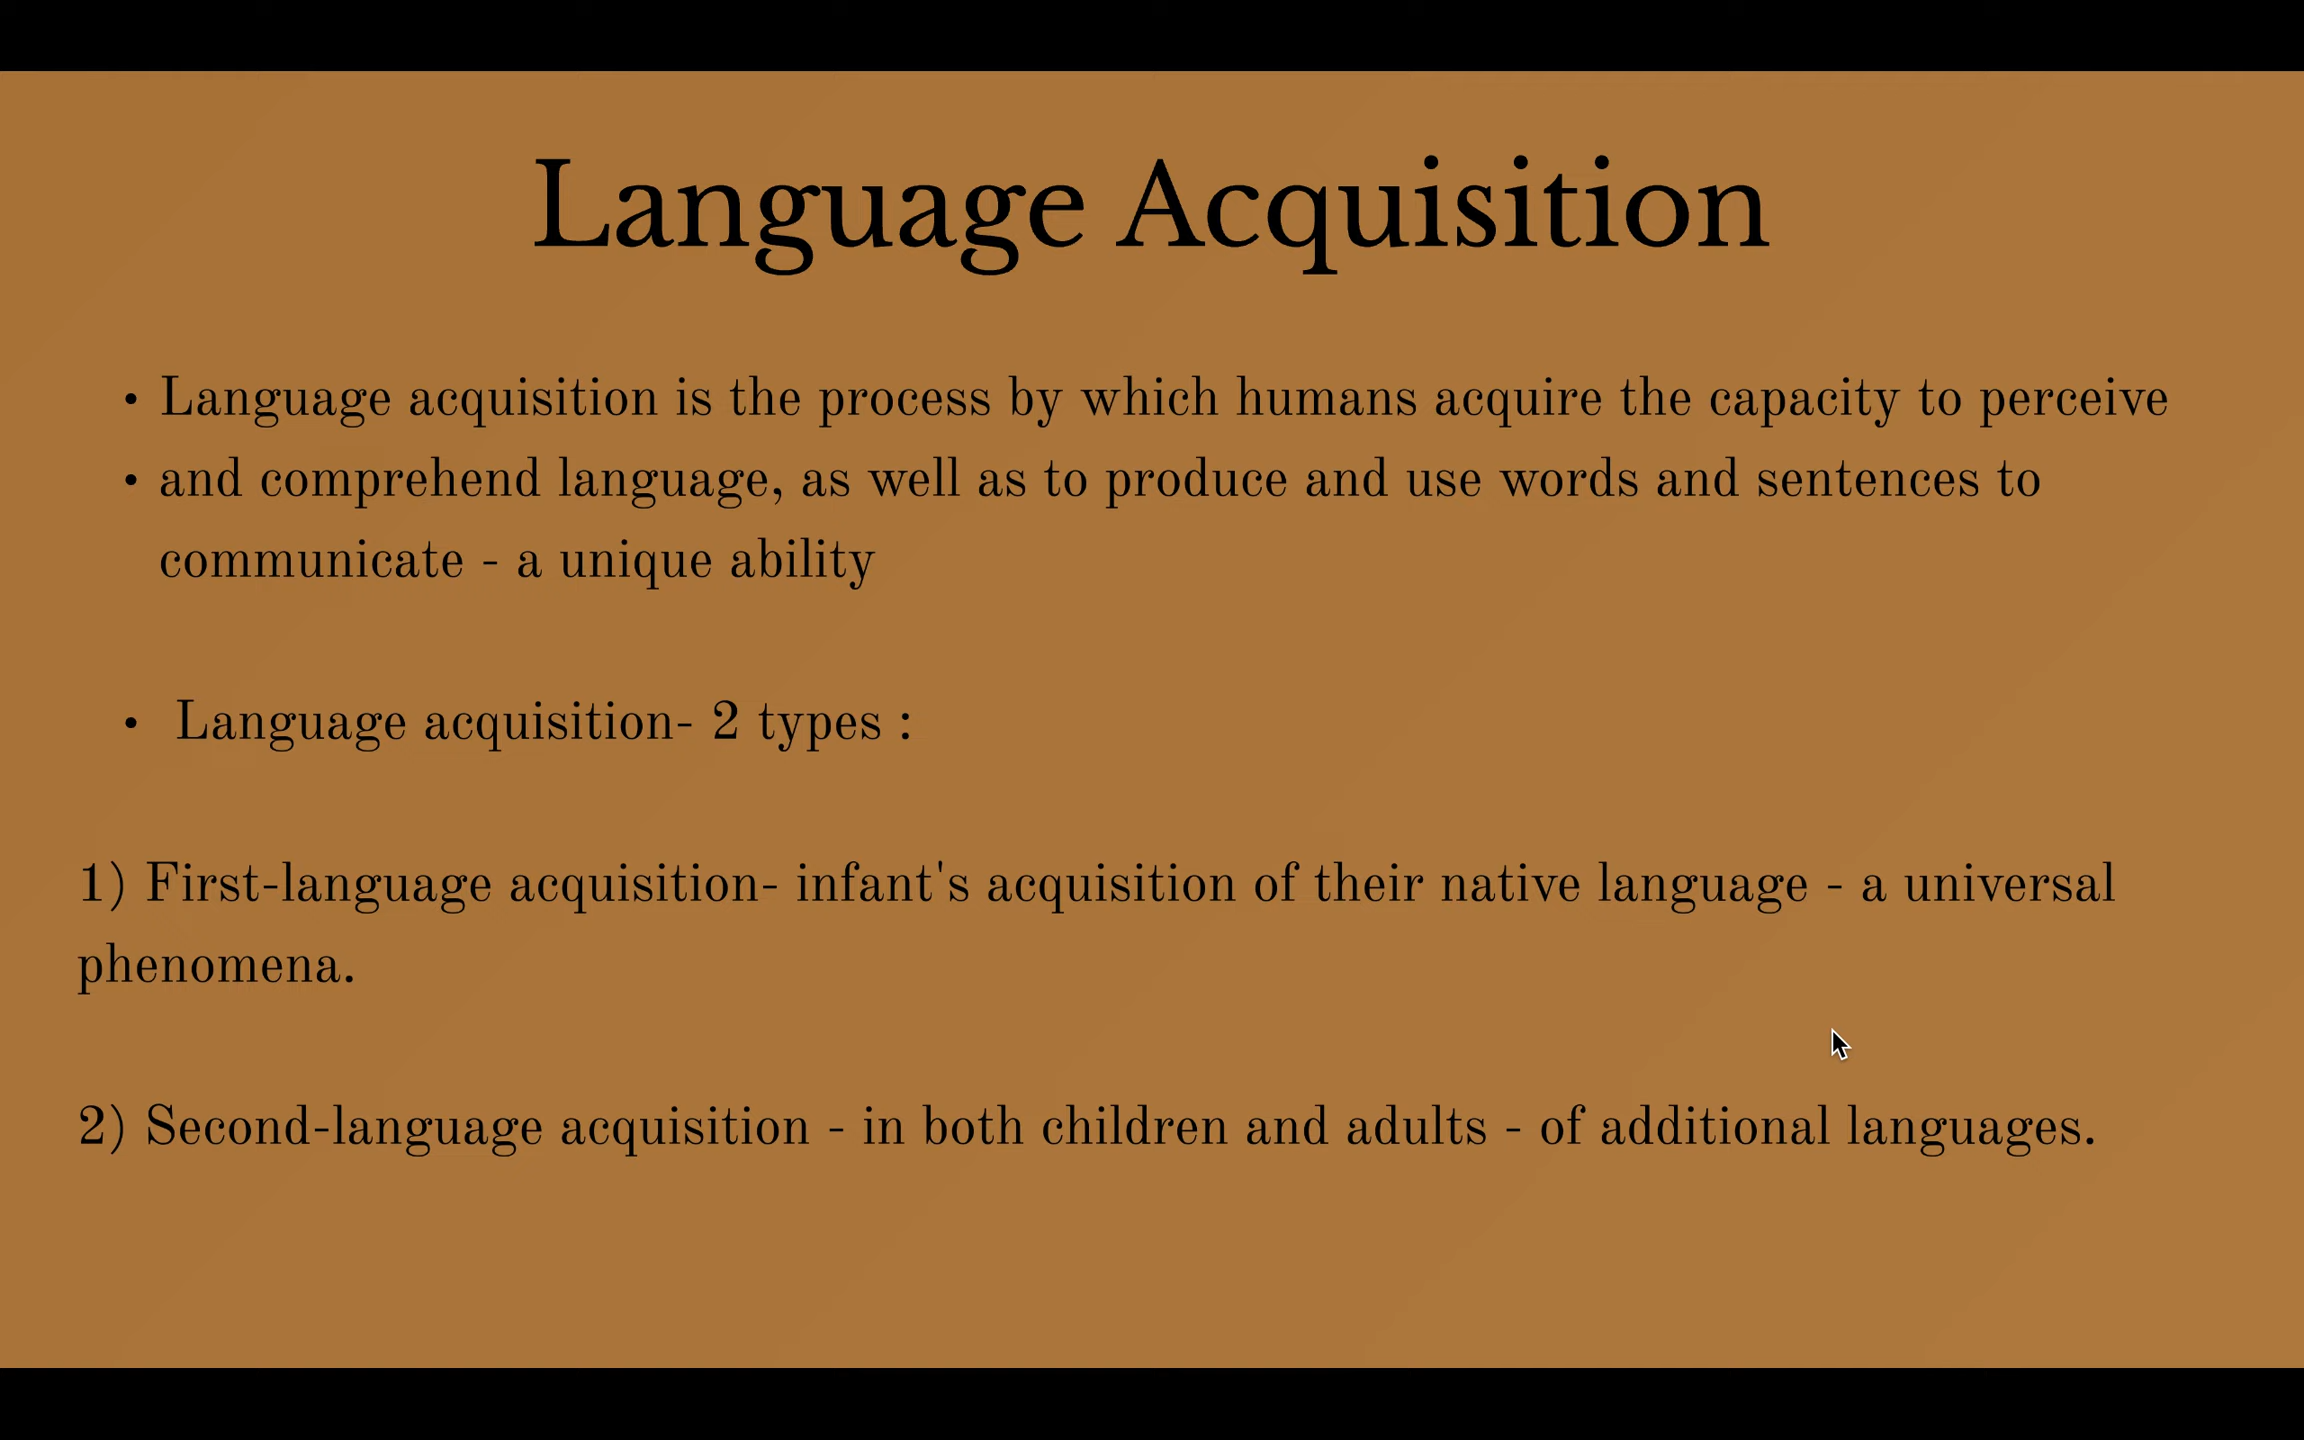 Language Acquisition
• Language acquisition is the process by which humans acquire the capacity to perceive
• and comprehend language, as well as to produce and use words and sentences to
communicate - a unique ability
• Language acquisition- 2 types :
1) First-language acquisition- infant's acquisition of their native language - a universal
phenomena.
2) Second-language acquisition - in both children and adults - of additional languages.